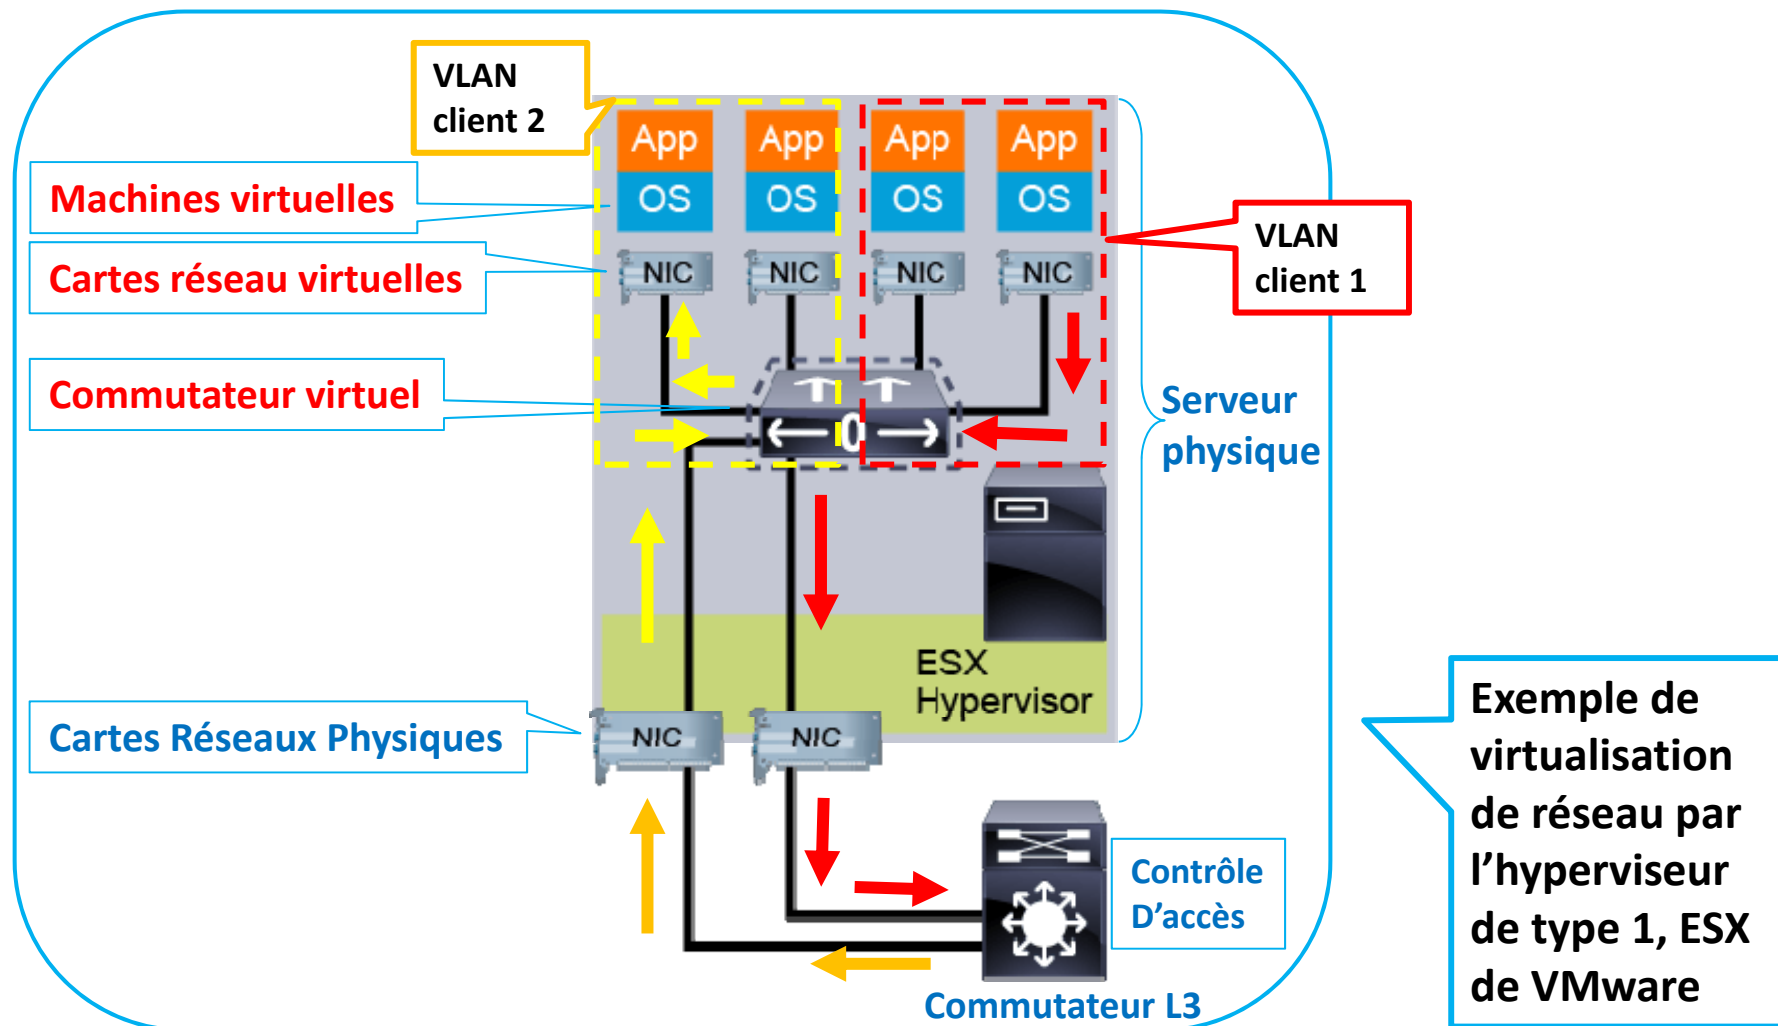 VLAN
client 2
App App App App
OS OS OS OS
Machines virtuelles
VLAN
client 1
NIC NIC NIC NIC
Cartes réseau virtuelles
Commutateur virtuel
Serveur
physique
ESX
Hypervisor
Cartes Réseaux Physiques
NIC NIC
Exemple de
virtualisation
de réseau par
l’hyperviseur
de type 1, ESX
de VMware
Contrôle
D’accès
Commutateur L3